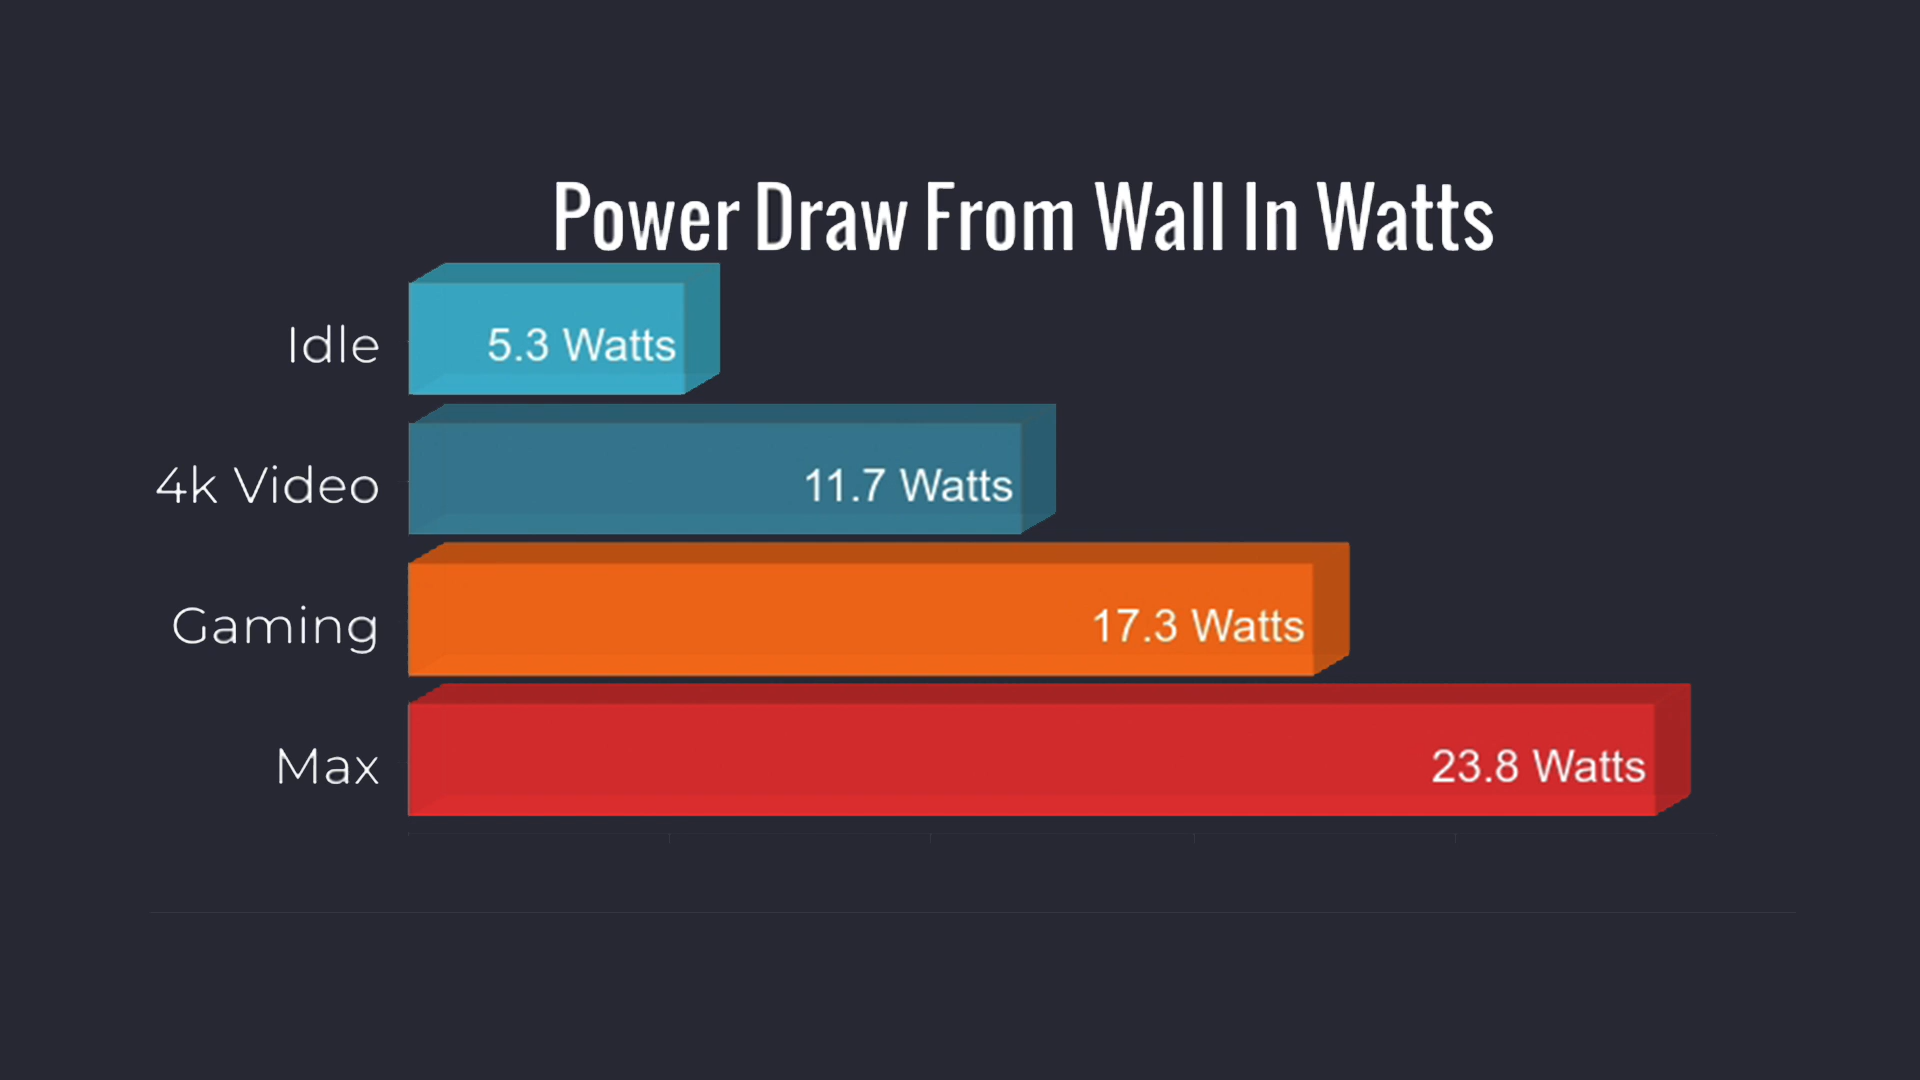 Power Draw From Wall In Watts
Idle 5.3 Watts
4k Video 11.7 Watts
Gaming 17.3 Watts
Max 23.8 Watts